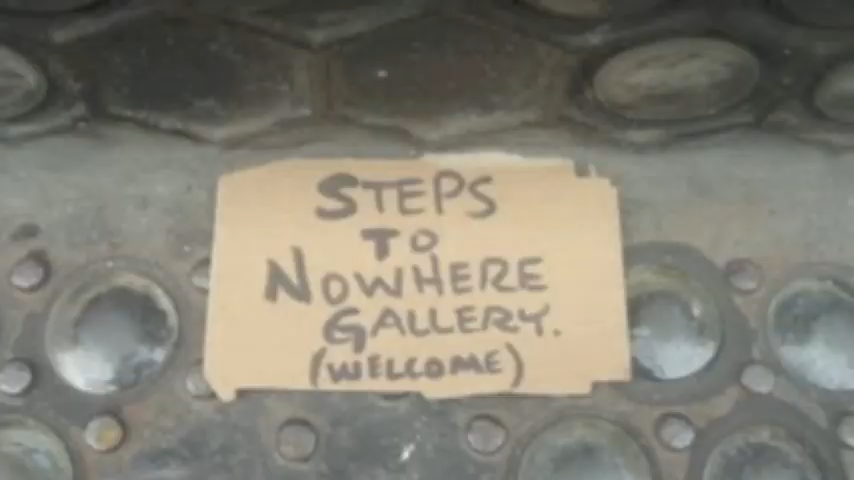 STEPS
TO
NOWHERE
GALLERY.
(WELCOME)